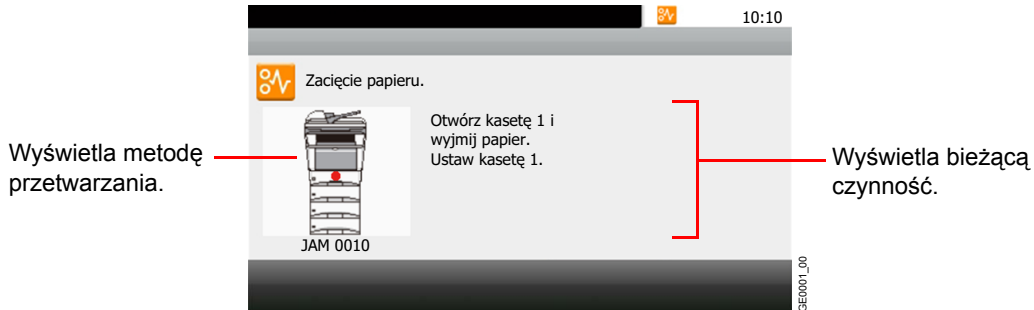 10:10
Zacięcie papieru.
Otwórz kasetę 1 i
wyjmij papier.
Ustaw kasetę 1.
JAM 0010
Wyświetla metodę
przetwarzania.
Wyświetla bieżącą
czynność.
GE0001_00